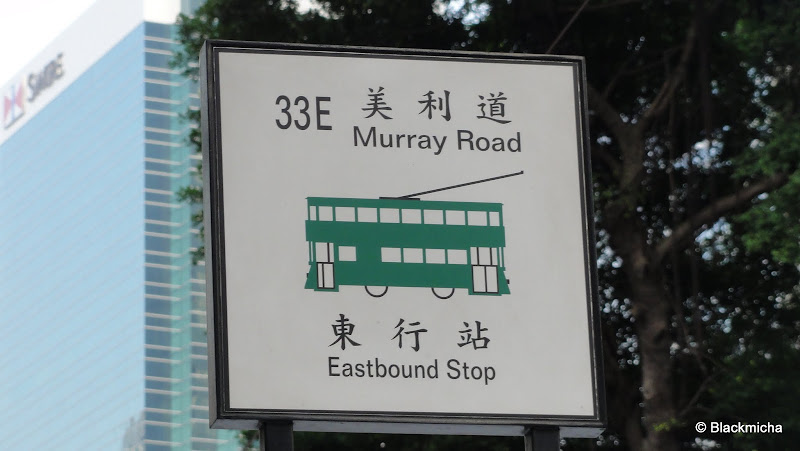 33E 美利道
Murray Road
東行站
Eastbound Stop
© Blackmicha